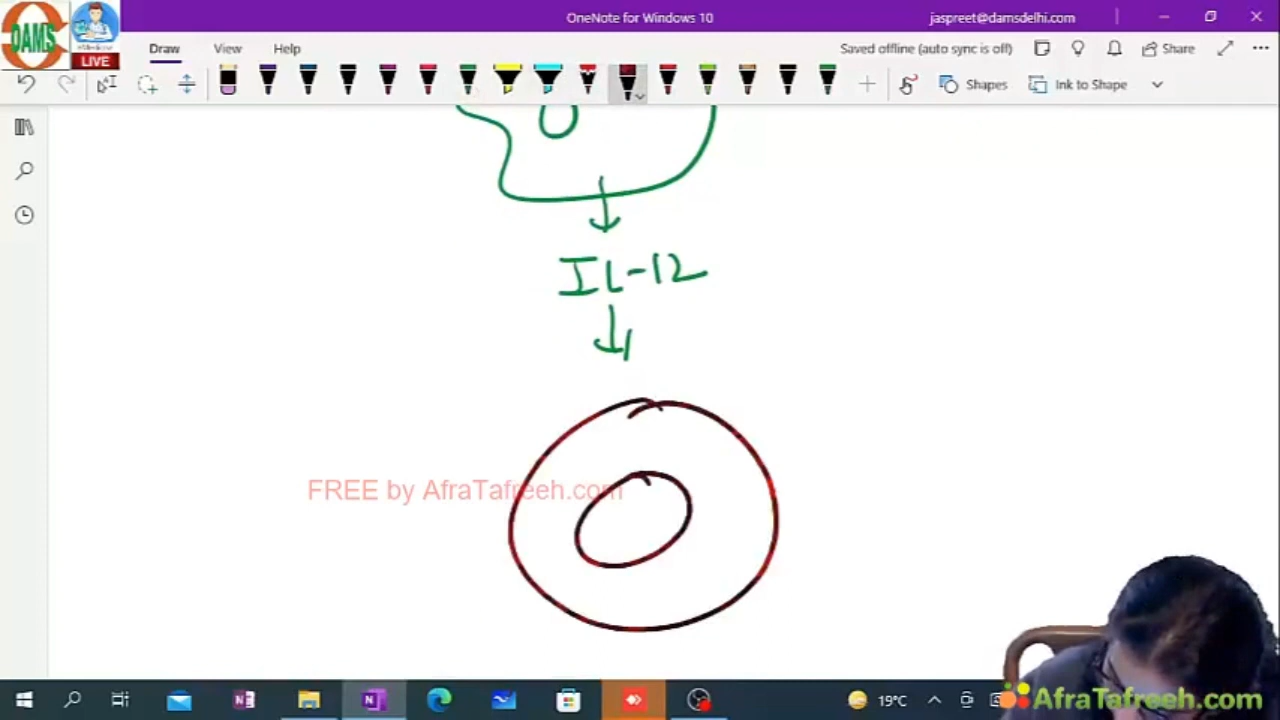 DAMS
eMedicoz
LIVE
OneNote for Windows 10
jaspreet@damsdelhi.com
Draw View Help
Saved offline (auto sync is off)
Share
Shapes
Ink to Shape
IL-12
FREE by AfraTafreeh.com
19°C
AfraTafreeh.com